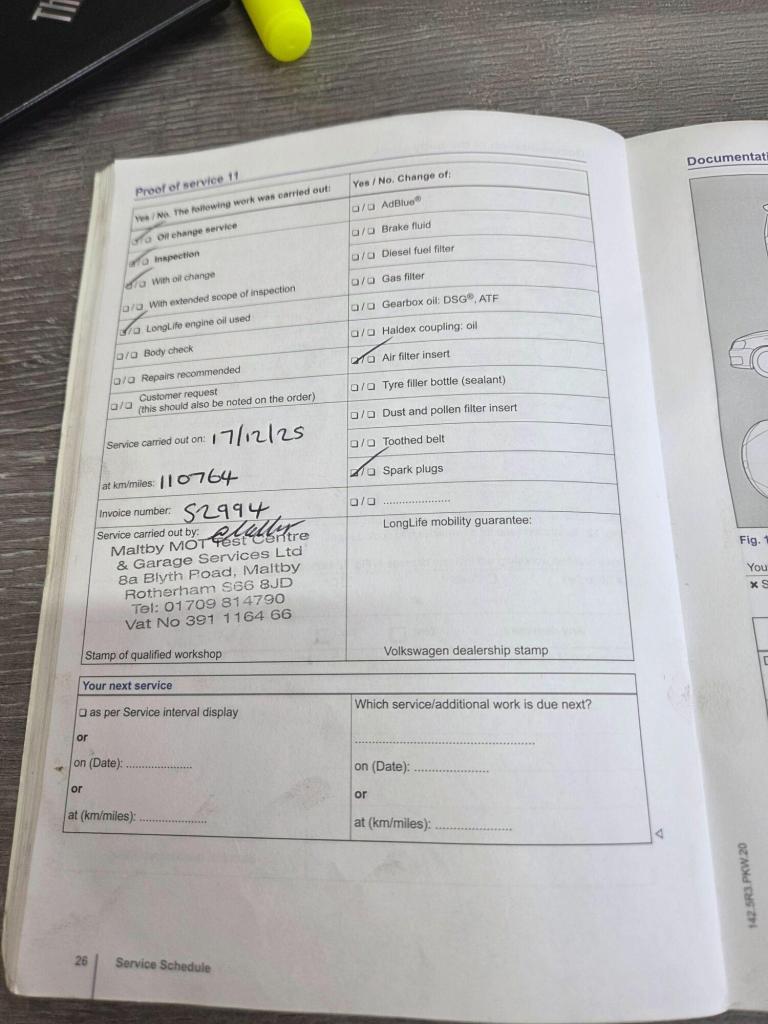 Th
Proof of service 11
Yes / No. The following work was carried out:
Oil change service
Inspection
With oil change
With extended scope of inspection
LongLife engine oil used
Body check
Repairs recommended
Customer request
(this should also be noted on the order)
Service carried out on: 17/12/25
at km/miles: 110764
Invoice number: 52994
Service carried out by:
Maltby MOT Test Centre
& Garage Services Ltd
8a Blyth Road, Maltby
Rotherham S66 8JD
Tel: 01709 814790
Vat No 391 1164 66
Stamp of qualified workshop
Yes / No. Change of:
AdBlue®
Brake fluid
Diesel fuel filter
Gas filter
Gearbox oil: DSG®, ATF
Haldex coupling: oil
Air filter insert
Tyre filler bottle (sealant)
Dust and pollen filter insert
Toothed belt
Spark plugs
....................
LongLife mobility guarantee:
Volkswagen dealership stamp
Your next service
as per Service interval display
or
on (Date): ....................
or
at (km/miles): ....................
Which service/additional work is due next?
......................................................
on (Date): ......................
or
at (km/miles): ......................
26 Service Schedule
Documentati
Fig. 1
You
× S
142.5R3.PKW.20